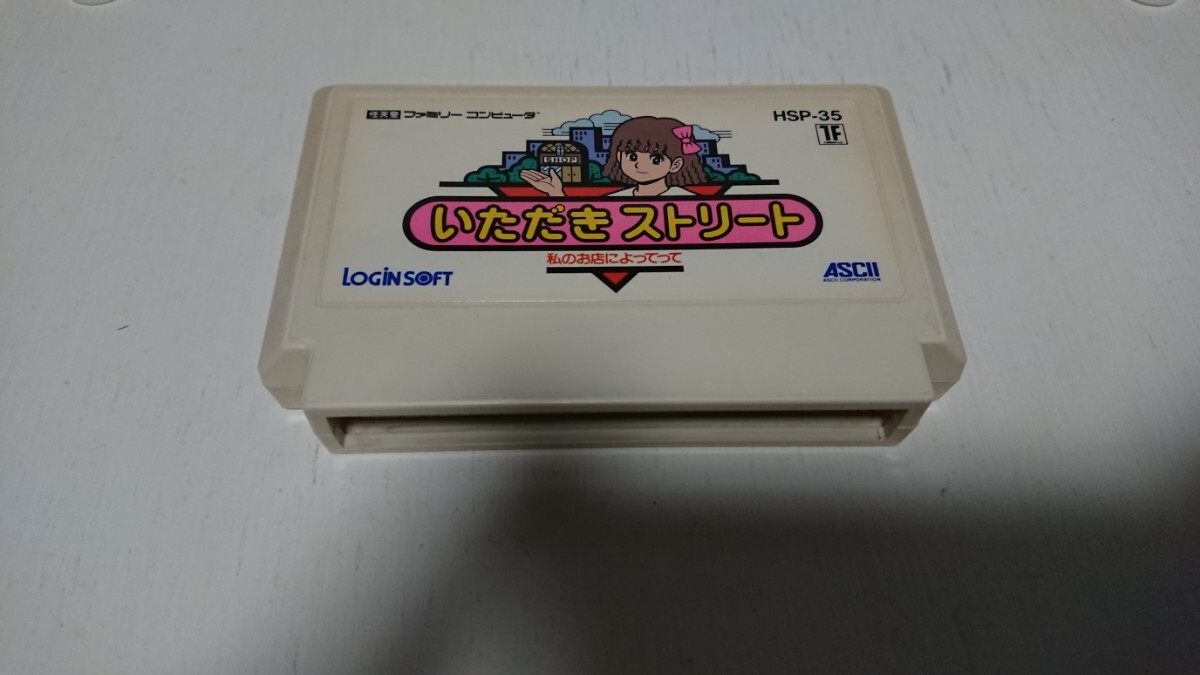 任天堂 ファミリー コンピュータ™
HSP-35
1F
SHOP
いただき ストリート
私のお店によってって
LOGiN SOFT
ASCII
ASCII CORPORATION